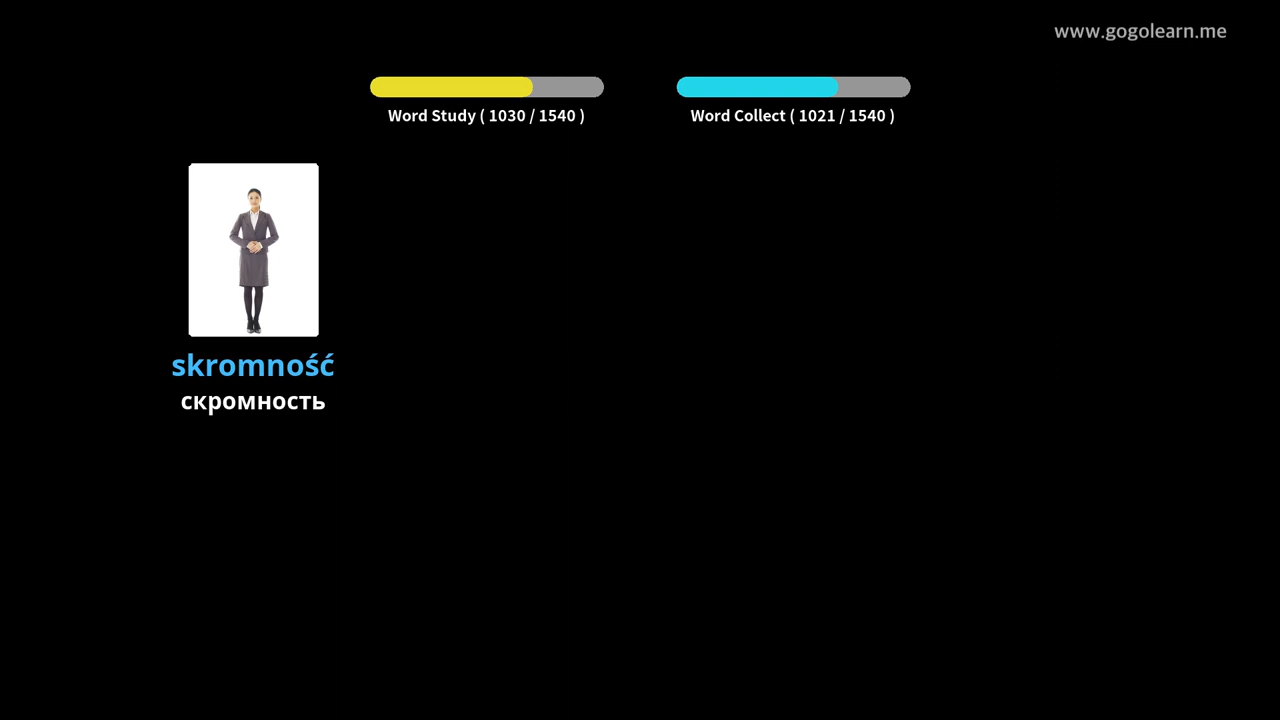 www.gogolearn.me
Word Study ( 1030 / 1540 )
Word Collect ( 1021 / 1540 )
skromność
скромность